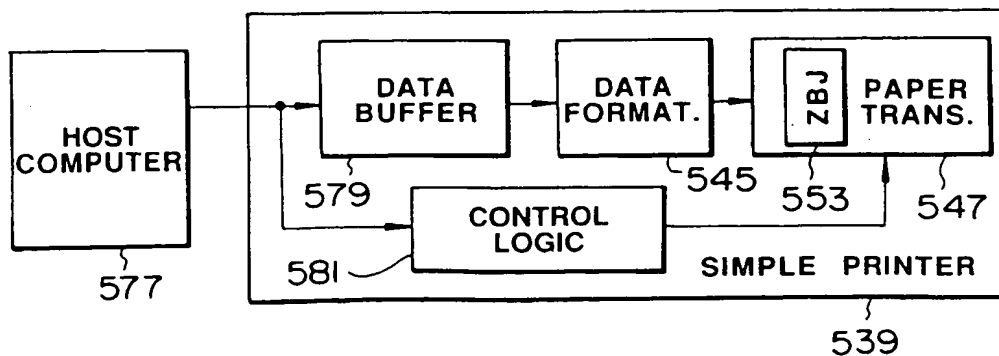 HOST
COMPUTER
577
DATA
BUFFER
579
DATA
FORMAT.
545
ZBJ
553
PAPER
TRANS.
547
CONTROL
LOGIC
581
SIMPLE PRINTER
539